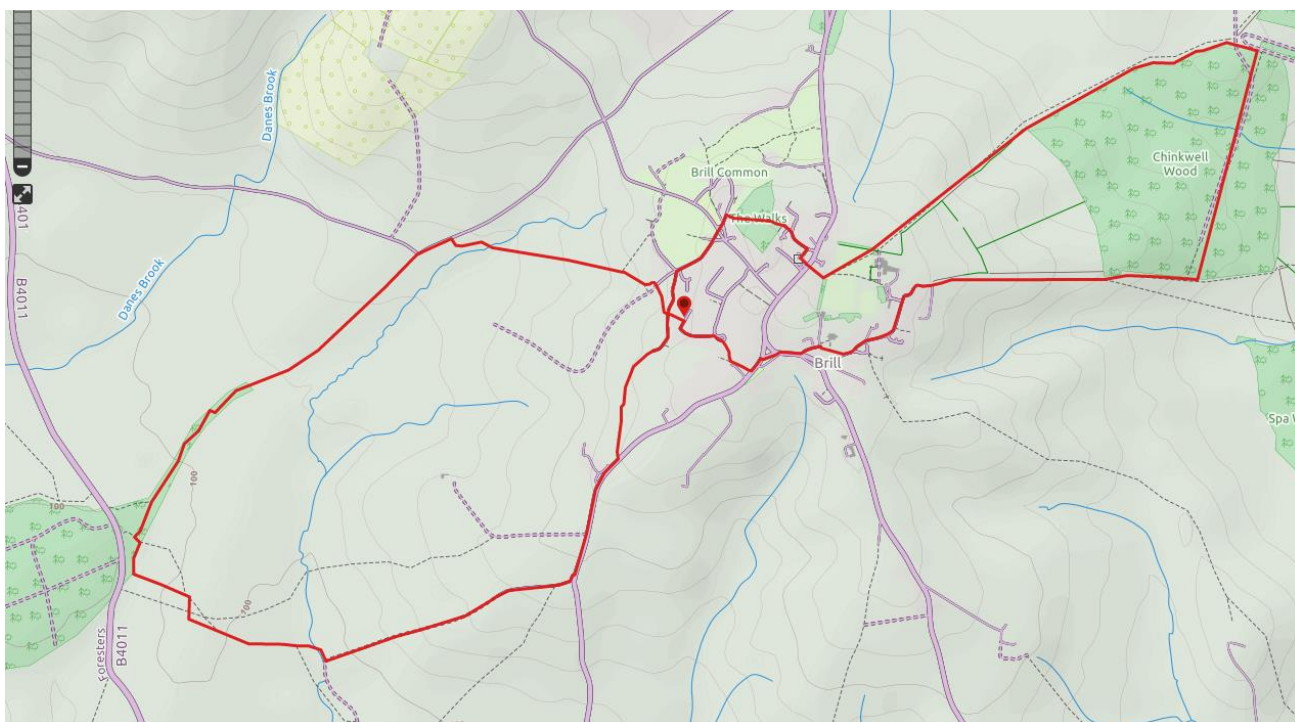 Danes Brook
Danes Brook
401
B4011
Brill Common
The Walks
Chinkwell
Wood
Brill
Spa W
100
100
100
Foresters
B4011